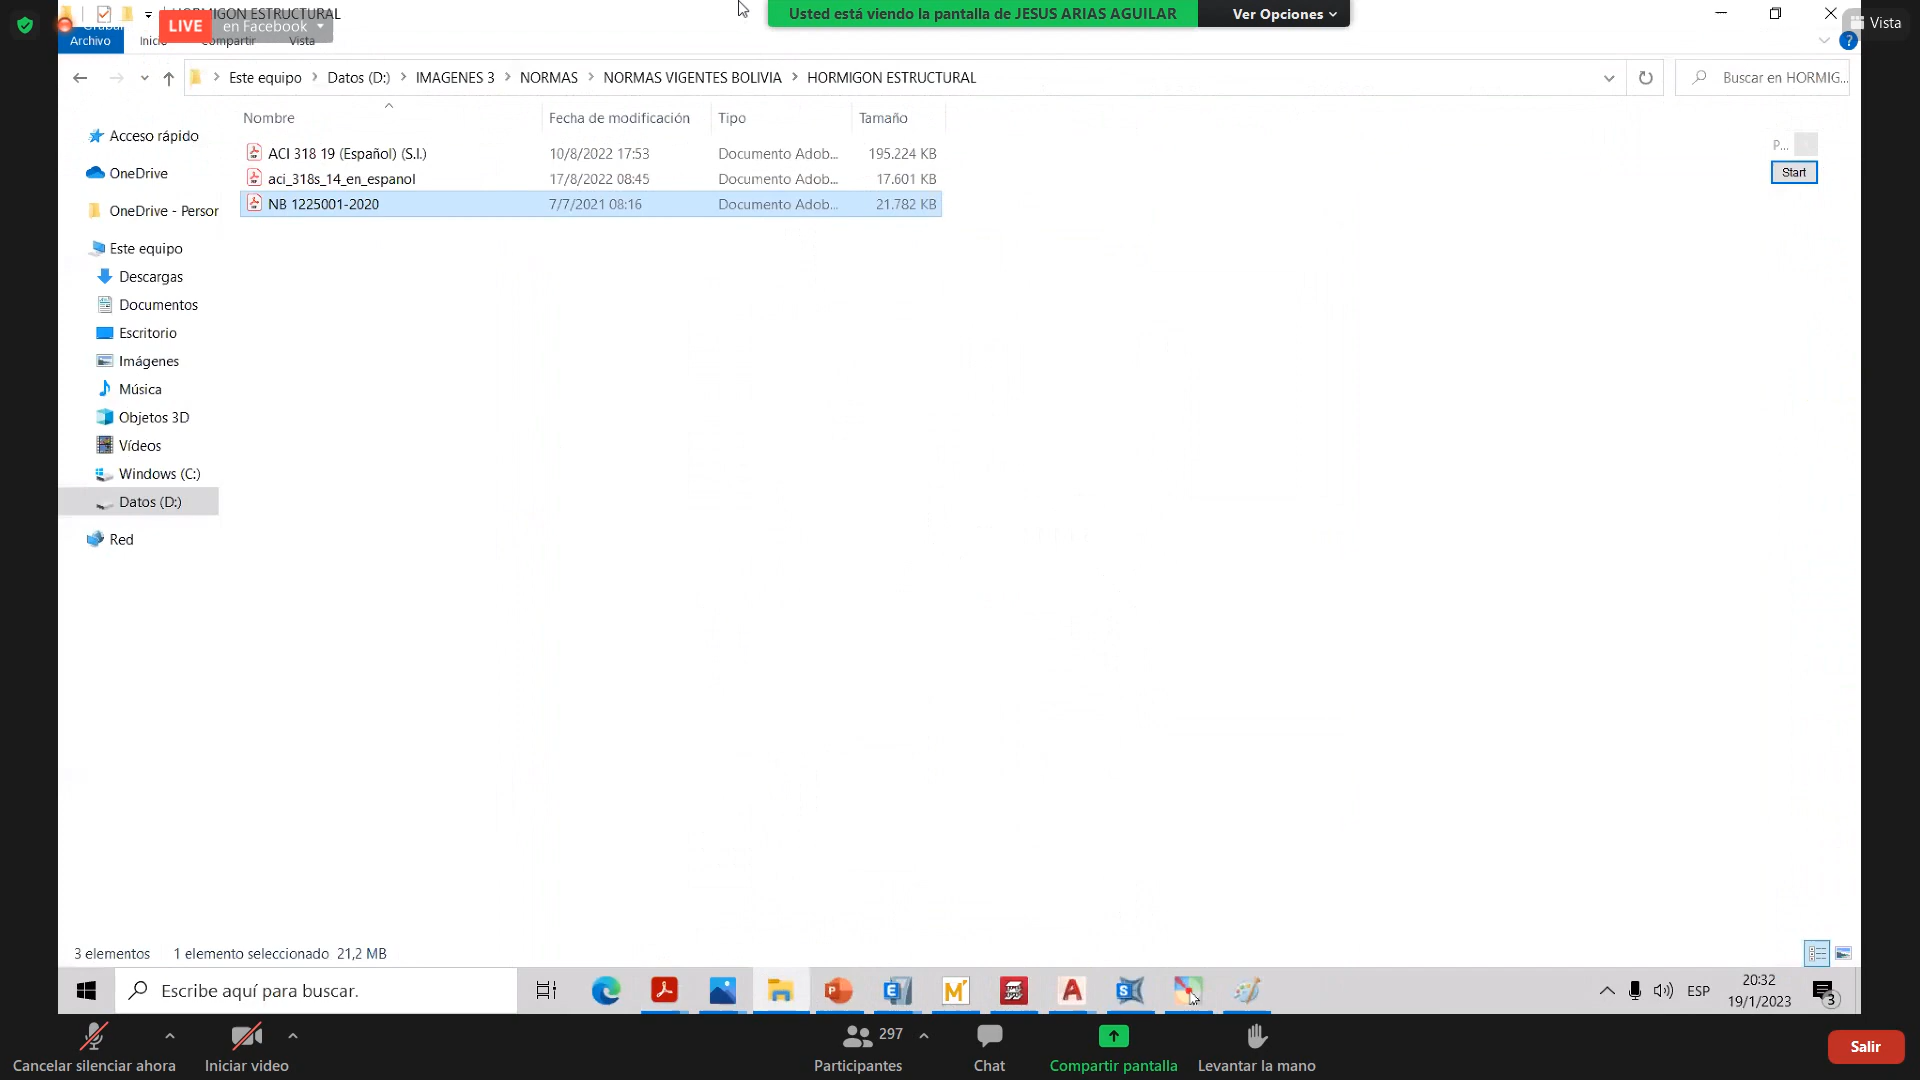 HORMIGON ESTRUCTURAL
LIVE en Facebook
Usted está viendo la pantalla de JESUS ARIAS AGUILAR
Ver Opciones
Vista
Archivo Inicio Compartir Vista
Este equipo > Datos (D:) > IMAGENES 3 > NORMAS > NORMAS VIGENTES BOLIVIA > HORMIGON ESTRUCTURAL
Buscar en HORMIG...
Nombre Fecha de modificación Tipo Tamaño
ACI 318 19 (Español) (S.I.) 10/8/2022 17:53 Documento Adob... 195.224 KB
aci_318s_14_en_espanol 17/8/2022 08:45 Documento Adob... 17.601 KB
NB 1225001-2020 7/7/2021 08:16 Documento Adob... 21.782 KB
P...
Start
Acceso rápido
OneDrive
OneDrive - Person
Este equipo
Descargas
Documentos
Escritorio
Imágenes
Música
Objetos 3D
Vídeos
Windows (C:)
Datos (D:)
Red
3 elementos 1 elemento seleccionado 21,2 MB
Escribe aquí para buscar.
ESP
20:32
19/1/2023
3
Cancelar silenciar ahora
Iniciar video
297
Participantes
Chat
Compartir pantalla
Levantar la mano
Salir